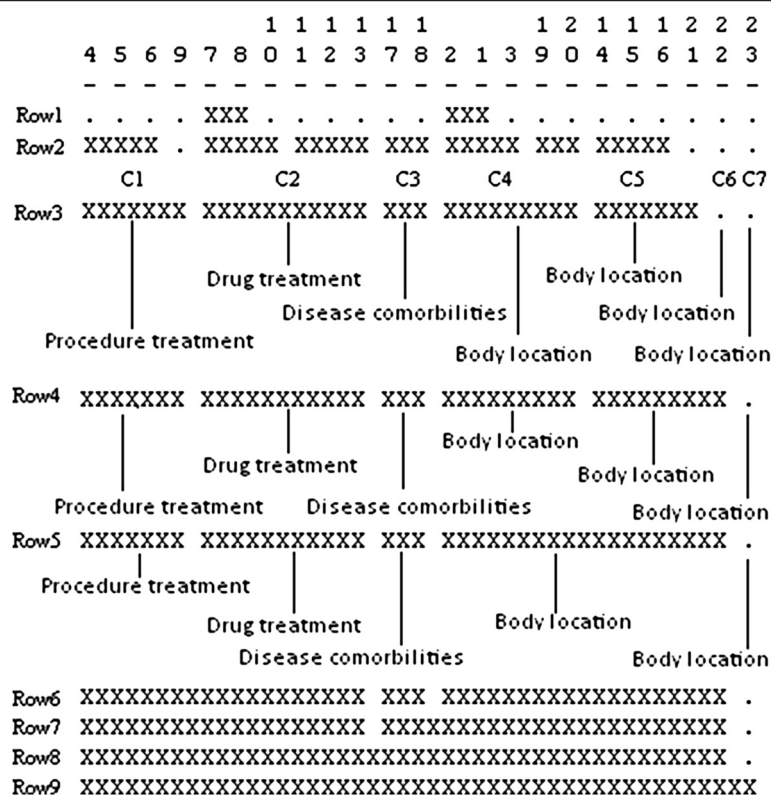 1 1 1 1 1 1 1 2 1 1 1 2 2 2
4 5 6 9 7 8 0 1 2 3 7 8 2 1 3 9 0 4 5 6 1 2 3
- - - - - - - - - - - - - - - - - - - - - - -
Row1 . . . . XXX . . . . . . XXX . . . . . . . . .
Row2 XXXXX . XXXXX XXXXX XXX XXXXX XXX XXXXX . . .
C1 C2 C3 C4 C5 C6 C7
Row3 XXXXXXX XXXXXXXXXXX XXX XXXXXXXXX XXXXXXX . .
Drug treatment Body location
Disease comorbilities Body location
Procedure treatment Body location Body location
Row4 XXXXXXX XXXXXXXXXXX XXX XXXXXXXXX XXXXXXXXX .
Body location
Drug treatment Body location
Procedure treatment Disease comorbilities Body location
Row5 XXXXXXX XXXXXXXXXXX XXX XXXXXXXXXXXXXXXXXXX .
Procedure treatment
Drug treatment Body location
Disease comorbilities Body location
Row6 XXXXXXXXXXXXXXXXXXX XXX XXXXXXXXXXXXXXXXXXX .
Row7 XXXXXXXXXXXXXXXXXXX XXXXXXXXXXXXXXXXXXXXXXX .
Row8 XXXXXXXXXXXXXXXXXXXXXXXXXXXXXXXXXXXXXXXXXXX .
Row9 XXXXXXXXXXXXXXXXXXXXXXXXXXXXXXXXXXXXXXXXXXXXX